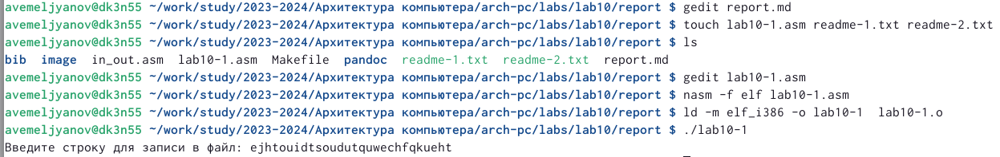 avemeljyanov@dk3n55 ~/work/study/2023-2024/Архитектура компьютера/arch-pc/labs/lab10/report $ gedit report.md
avemeljyanov@dk3n55 ~/work/study/2023-2024/Архитектура компьютера/arch-pc/labs/lab10/report $ touch lab10-1.asm readme-1.txt readme-2.txt
avemeljyanov@dk3n55 ~/work/study/2023-2024/Архитектура компьютера/arch-pc/labs/lab10/report $ ls
bib  image  in_out.asm  lab10-1.asm  Makefile  pandoc  readme-1.txt  readme-2.txt  report.md
avemeljyanov@dk3n55 ~/work/study/2023-2024/Архитектура компьютера/arch-pc/labs/lab10/report $ gedit lab10-1.asm
avemeljyanov@dk3n55 ~/work/study/2023-2024/Архитектура компьютера/arch-pc/labs/lab10/report $ nasm -f elf lab10-1.asm
avemeljyanov@dk3n55 ~/work/study/2023-2024/Архитектура компьютера/arch-pc/labs/lab10/report $ ld -m elf_i386 -o lab10-1  lab10-1.o
avemeljyanov@dk3n55 ~/work/study/2023-2024/Архитектура компьютера/arch-pc/labs/lab10/report $ ./lab10-1
Введите строку для записи в файл: ejhtouidtsoudutquwechfqkueht